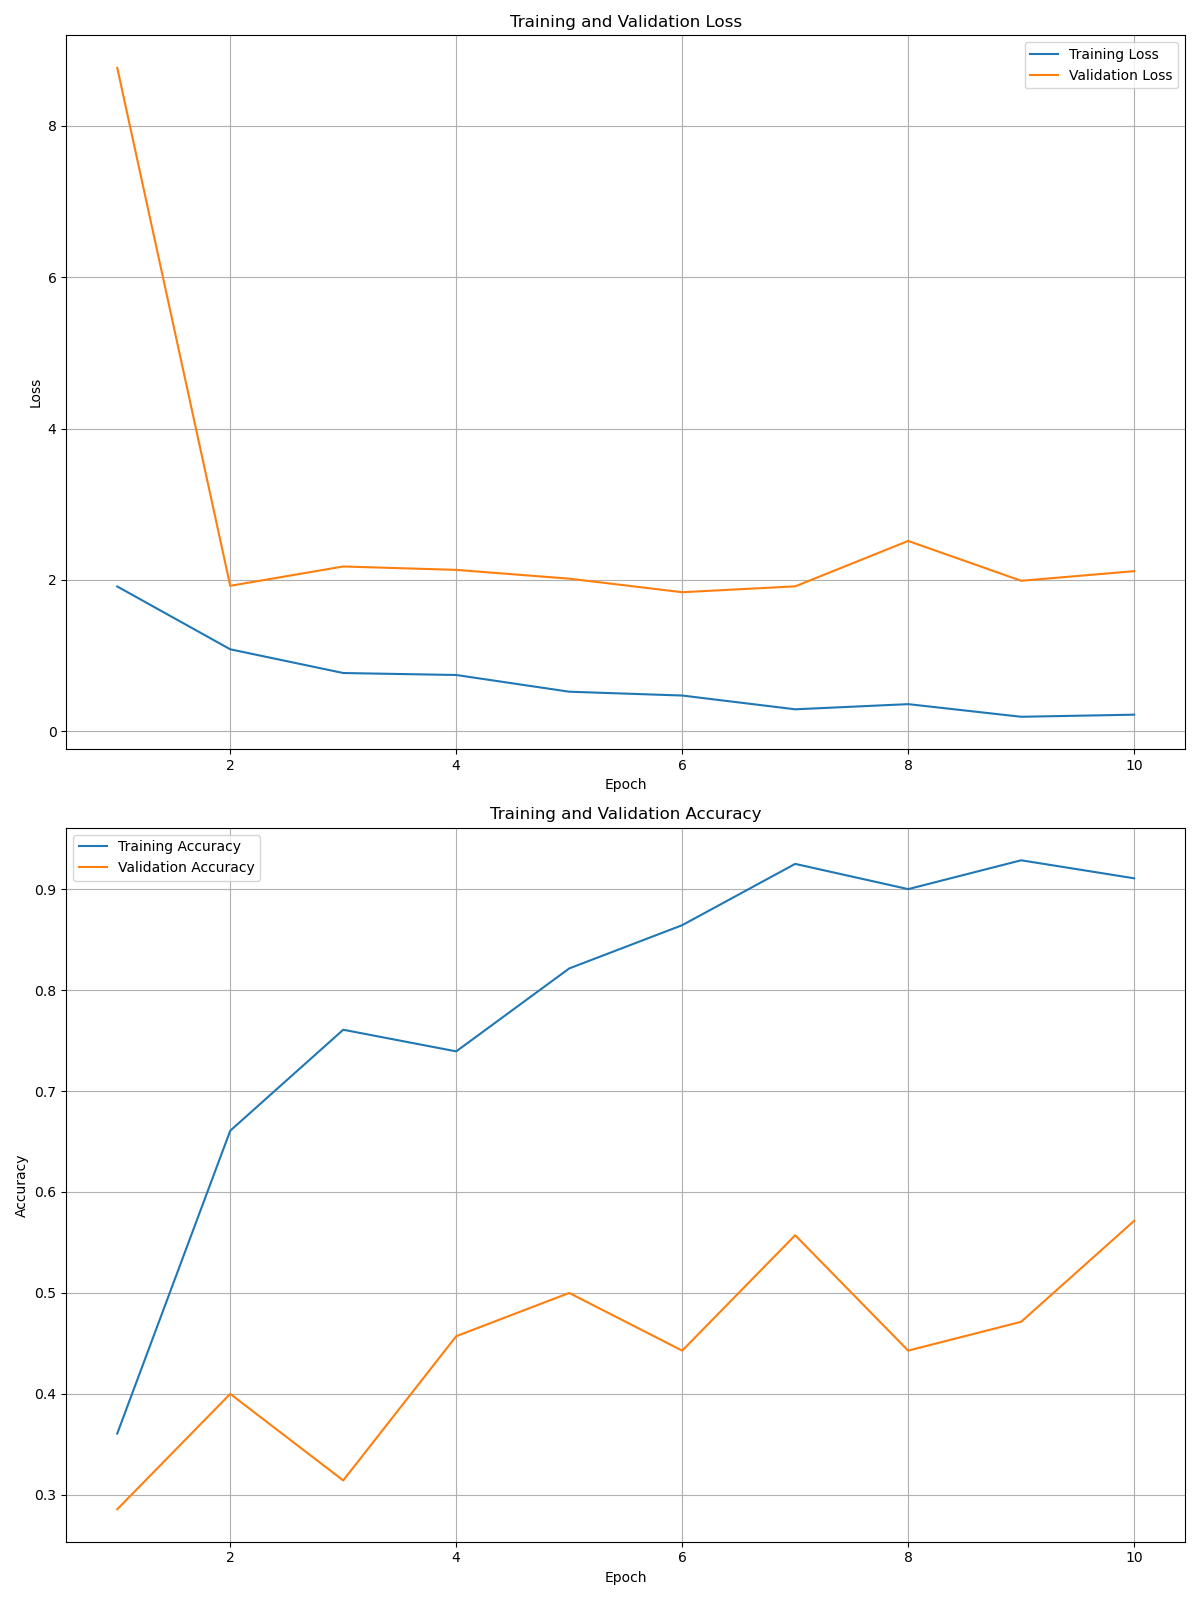 Training and Validation Loss
Training Loss
Validation Loss
8
6
4
2
0
Loss
2
4
6
8
10
Epoch
Training and Validation Accuracy
Training Accuracy
Validation Accuracy
0.9
0.8
0.7
0.6
0.5
0.4
0.3
Accuracy
2
4
6
8
10
Epoch